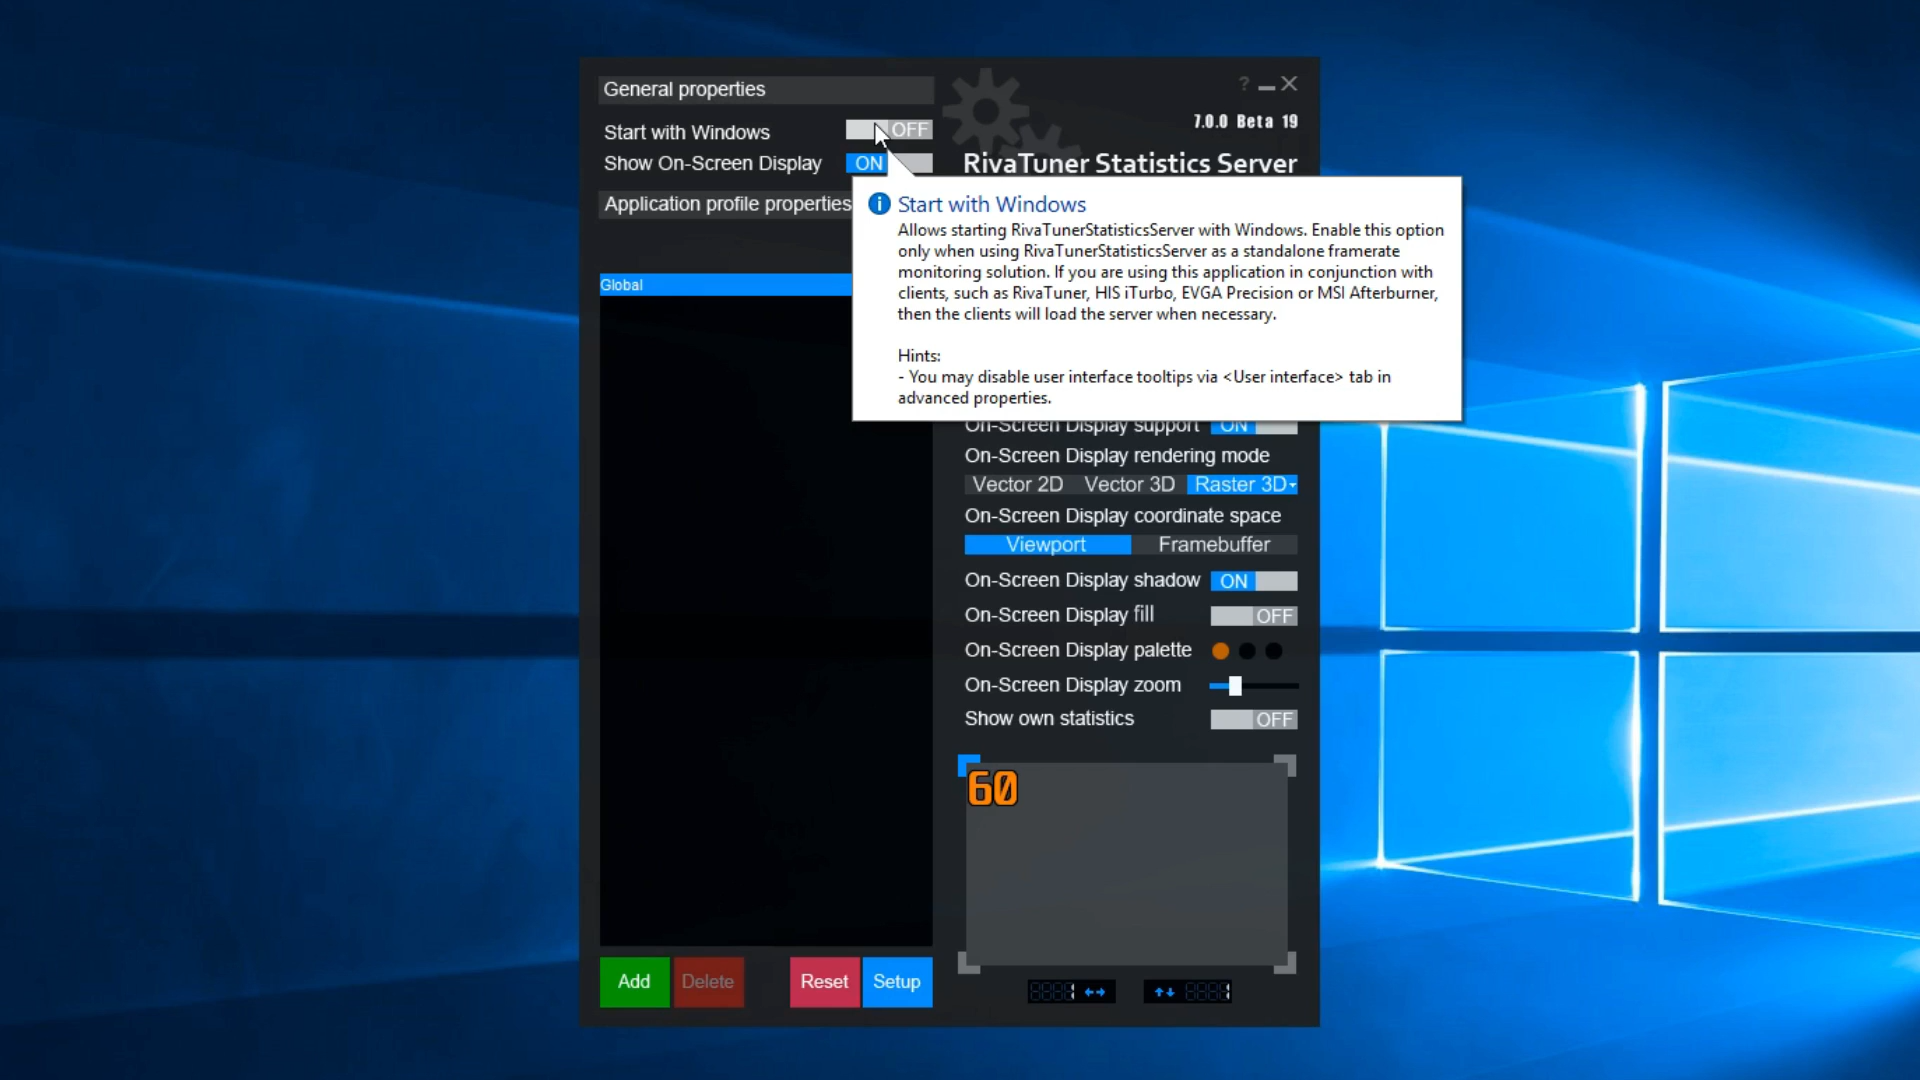 General properties
?
Start with Windows OFF
7.0.0 Beta 19
Show On-Screen Display ON
RivaTuner Statistics Server
Application profile properties
Start with Windows
Allows starting RivaTunerStatisticsServer with Windows. Enable this option
only when using RivaTunerStatisticsServer as a standalone framerate
monitoring solution. If you are using this application in conjunction with
clients, such as RivaTuner, HIS iTurbo, EVGA Precision or MSI Afterburner,
then the clients will load the server when necessary.
Hints:
- You may disable user interface tooltips via <User interface> tab in
advanced properties.
Global
On-Screen Display support ON
On-Screen Display rendering mode
Vector 2D Vector 3D Raster 3D
On-Screen Display coordinate space
Viewport Framebuffer
On-Screen Display shadow ON
On-Screen Display fill OFF
On-Screen Display palette
On-Screen Display zoom
Show own statistics OFF
60
Add Delete Reset Setup
1 1